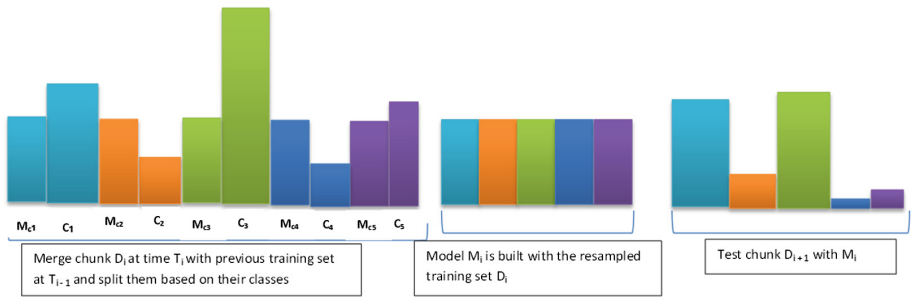 Mc1 C1 Mc2 C2 Mc3 C3 Mc4 C4 Mc5 C5
Merge chunk Di at time Ti with previous training set
at Ti-1 and split them based on their classes
Model Mi is built with the resampled
training set Di
Test chunk Di+1 with Mi